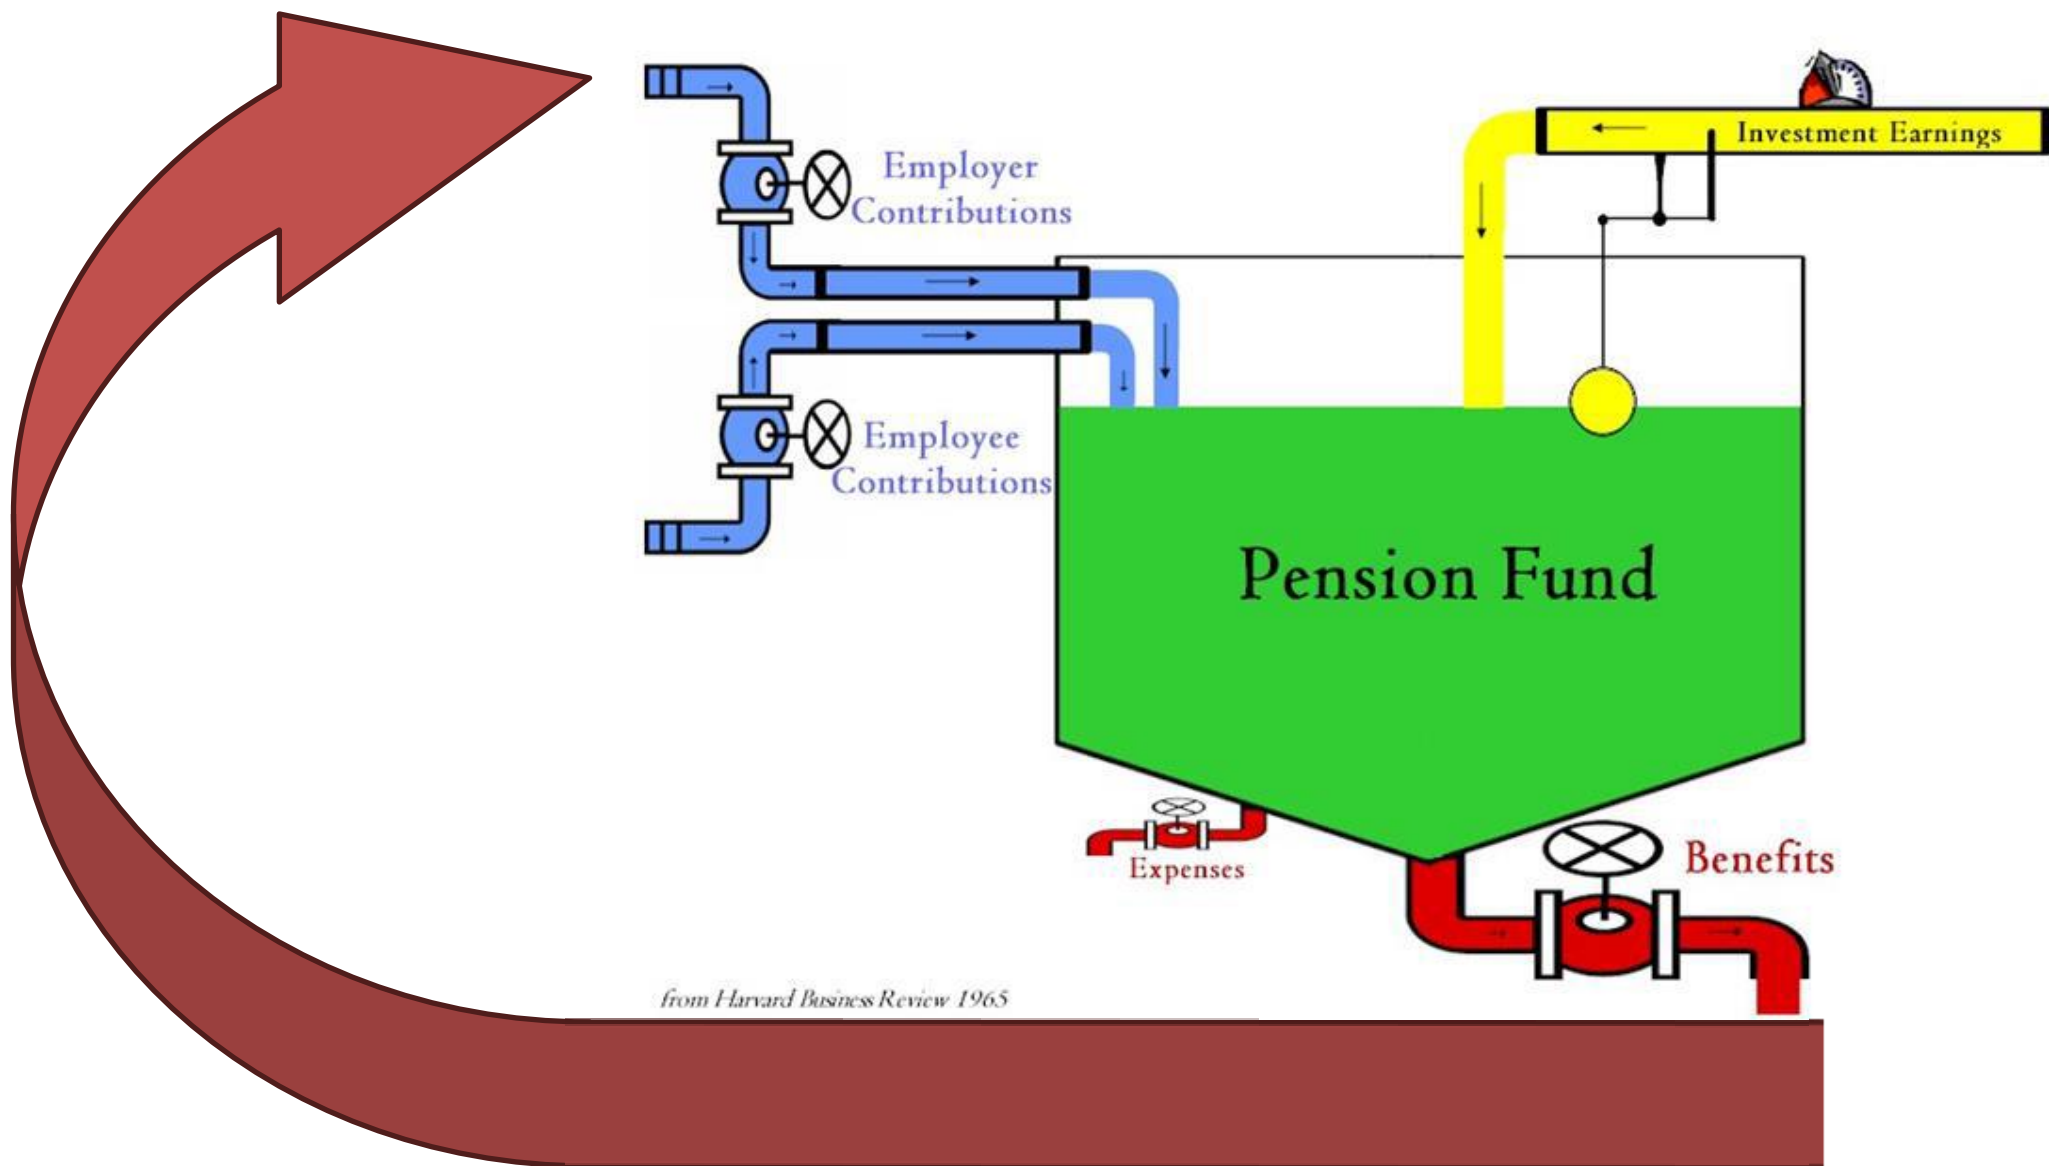 Employer
Contributions
Investment Earnings
Employee
Contributions
Pension Fund
Expenses
Benefits
from Harvard Business Review 1965